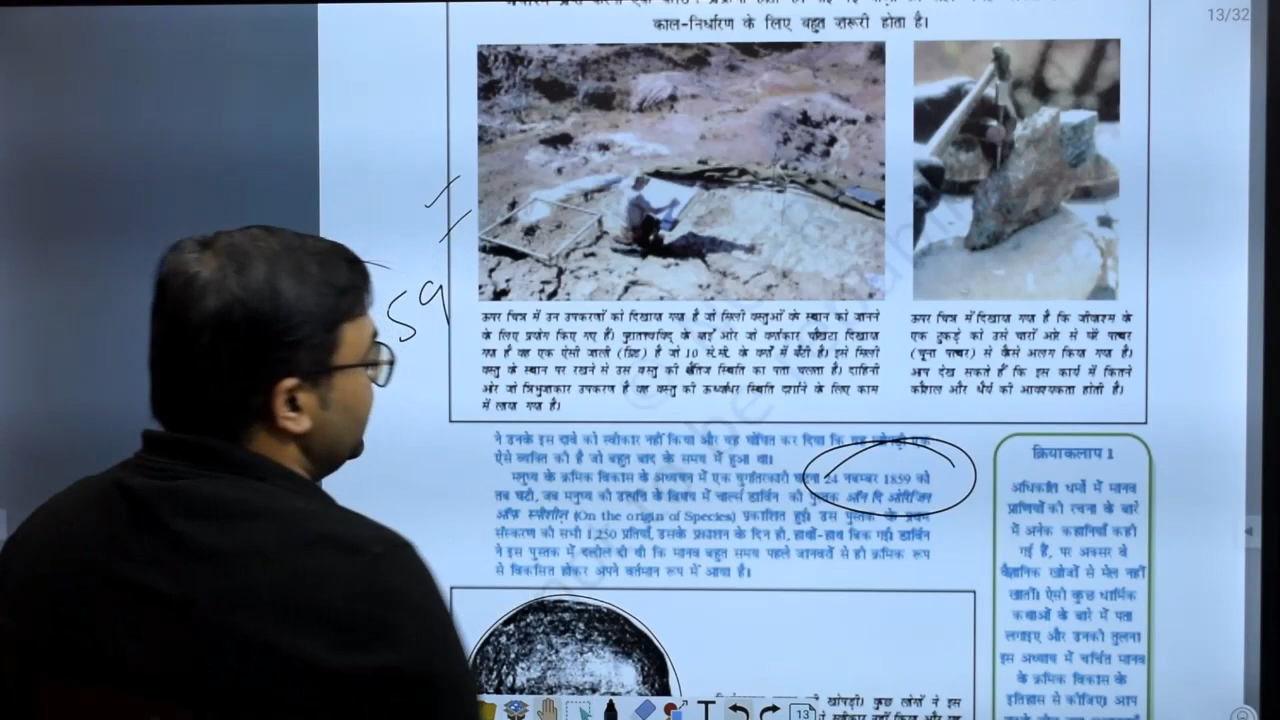 काल-निर्धारण के लिए बहुत ज़रूरी होता है।
13/32
59
ऊपर चित्र में उन उपकरणों को दिखाया गया है जो मिली वस्तुओं के स्थान को जानने
के लिए प्रयोग किए गए हैं। पुरातत्त्वविद् के बाईं ओर जो वर्गाकार चौखटा दिखाया
गया है वह एक ऐसी जाली (ग्रिड) है जो 10 सें.मी. के वर्गों में बँटी है। इसे मिली
वस्तु के स्थान पर रखने से उस वस्तु की क्षैतिज स्थिति का पता चलता है। दाहिनी
ओर जो त्रिभुजाकार उपकरण है वह वस्तु को ऊर्ध्वाधर स्थिति दर्शाने के लिए काम
में लाया गया है।
ऊपर चित्र में दिखाया गया है कि जीवाश्म के
एक टुकड़े को उसे चारों ओर से घेरे पत्थर
(चूना पत्थर) से कैसे अलग किया गया है।
आप देख सकते हैं कि इस कार्य में कितने
कौशल और धैर्य की आवश्यकता होती है।
ने उनके इस दावे को स्वीकार नहीं किया और यह घोषित कर दिया कि यह खोपड़ी एक
ऐसे व्यक्ति की है जो बहुत बाद के समय में हुआ था।
मनुष्य के क्रमिक विकास के अध्ययन में एक युगांतरकारी घटना 24 नवम्बर 1859 को
तब घटी, जब मनुष्य की उत्पत्ति के विषय में चार्ल्स डार्विन की पुस्तक ऑन दि ओरिजिन
ऑफ स्पीशीज़ (On the origin of Species) प्रकाशित हुई। इस पुस्तक के प्रथम
संस्करण की सभी 1,250 प्रतियाँ, उसके प्रकाशन के दिन ही, हाथों-हाथ बिक गईं। डार्विन
ने इस पुस्तक में दलील दी थी कि मानव बहुत समय पहले जानवरों से ही क्रमिक रूप
से विकसित होकर अपने वर्तमान रूप में आया है।
क्रियाकलाप 1
अधिकांश धर्मों में मानव
प्राणियों की रचना के बारे
में अनेक कहानियाँ कही
गई हैं, पर अक्सर वे
वैज्ञानिक खोजों से मेल नहीं
खातीं। ऐसी कुछ धार्मिक
कथाओं के बारे में पता
लगाइए और उनकी तुलना
इस अध्याय में चर्चित मानव
के क्रमिक विकास के
इतिहास से कीजिए। आप
खोपड़ी। कुछ लोगों ने इस
13